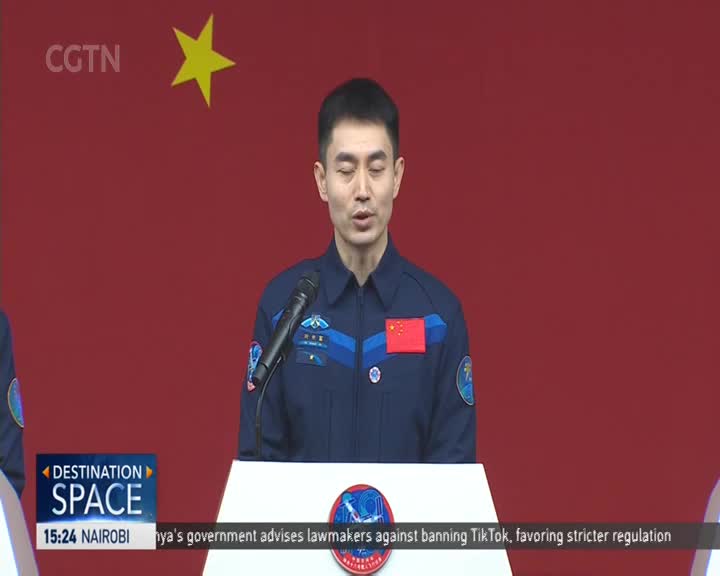 CGTN
DESTINATION
SPACE
15:24 NAIROBI
nya's government advises lawmakers against banning TikTok, favoring stricter regulation